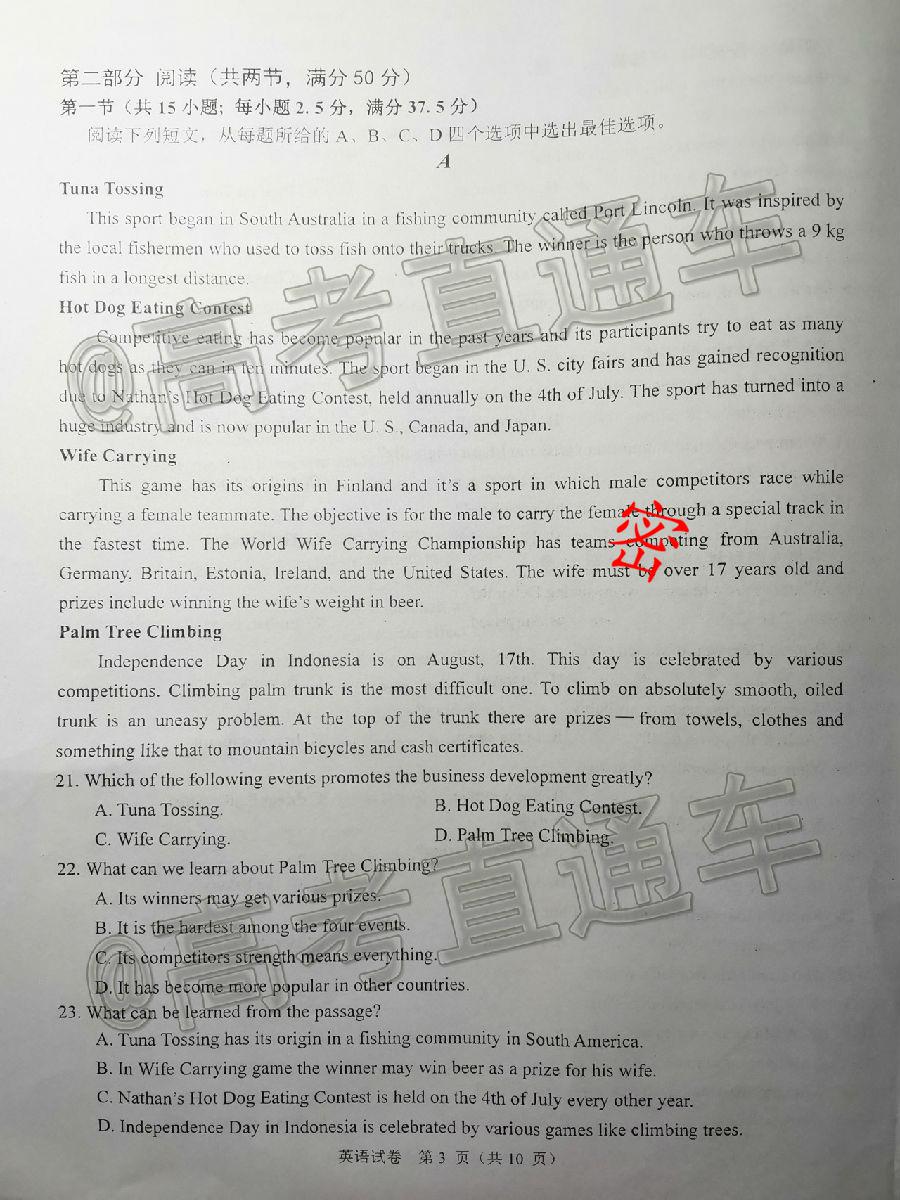 第二部分 阅读（共两节，满分 50 分）
第一节（共 15 小题; 每小题 2. 5 分，满分 37. 5 分）
阅读下列短文，从每题所给的 A、B、C、D 四个选项中选出最佳选项。
A
Tuna Tossing
This sport began in South Australia in a fishing community called Port Lincoln. It was inspired by
the local fishermen who used to toss fish onto their trucks. The winner is the person who throws a 9 kg
fish in a longest distance.
Hot Dog Eating Contest
Competitive eating has become popular in the past years and its participants try to eat as many
hot dogs as they can in ten minutes. The sport began in the U. S. city fairs and has gained recognition
due to Nathan's Hot Dog Eating Contest, held annually on the 4th of July. The sport has turned into a
huge industry and is now popular in the U. S., Canada, and Japan.
Wife Carrying
This game has its origins in Finland and it's a sport in which male competitors race while
carrying a female teammate. The objective is for the male to carry the female through a special track in
the fastest time. The World Wife Carrying Championship has teams competing from Australia,
Germany, Britain, Estonia, Ireland, and the United States. The wife must be over 17 years old and
prizes include winning the wife's weight in beer.
密
Palm Tree Climbing
Independence Day in Indonesia is on August, 17th. This day is celebrated by various
competitions. Climbing palm trunk is the most difficult one. To climb on absolutely smooth, oiled
trunk is an uneasy problem. At the top of the trunk there are prizes — from towels, clothes and
something like that to mountain bicycles and cash certificates.
21. Which of the following events promotes the business development greatly?
A. Tuna Tossing. B. Hot Dog Eating Contest.
C. Wife Carrying. D. Palm Tree Climbing.
22. What can we learn about Palm Tree Climbing?
A. Its winners may get various prizes.
B. It is the hardest among the four events.
C. Its competitors strength means everything.
D. It has become more popular in other countries.
23. What can be learned from the passage?
A. Tuna Tossing has its origin in a fishing community in South America.
B. In Wife Carrying game the winner may win beer as a prize for his wife.
C. Nathan's Hot Dog Eating Contest is held on the 4th of July every other year.
D. Independence Day in Indonesia is celebrated by various games like climbing trees.
英语试卷 第 3 页（共 10 页）
@高考直通车
@高考直通车